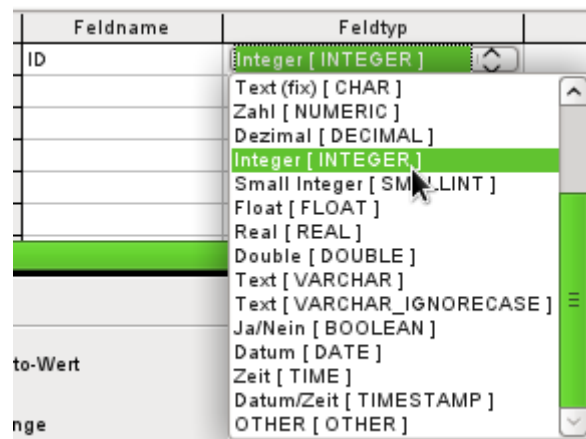 Feldname Feldtyp
ID Integer [ INTEGER ]
Text (fix) [ CHAR ]
Zahl [ NUMERIC ]
Dezimal [ DECIMAL ]
Integer [ INTEGER ]
Small Integer [ SMALLINT ]
Float [ FLOAT ]
Real [ REAL ]
Double [ DOUBLE ]
Text [ VARCHAR ]
Text [ VARCHAR_IGNORECASE ]
Ja/Nein [ BOOLEAN ]
Datum [ DATE ]
to-Wert
Zeit [ TIME ]
Datum/Zeit [ TIMESTAMP ]
nge
OTHER [ OTHER ]